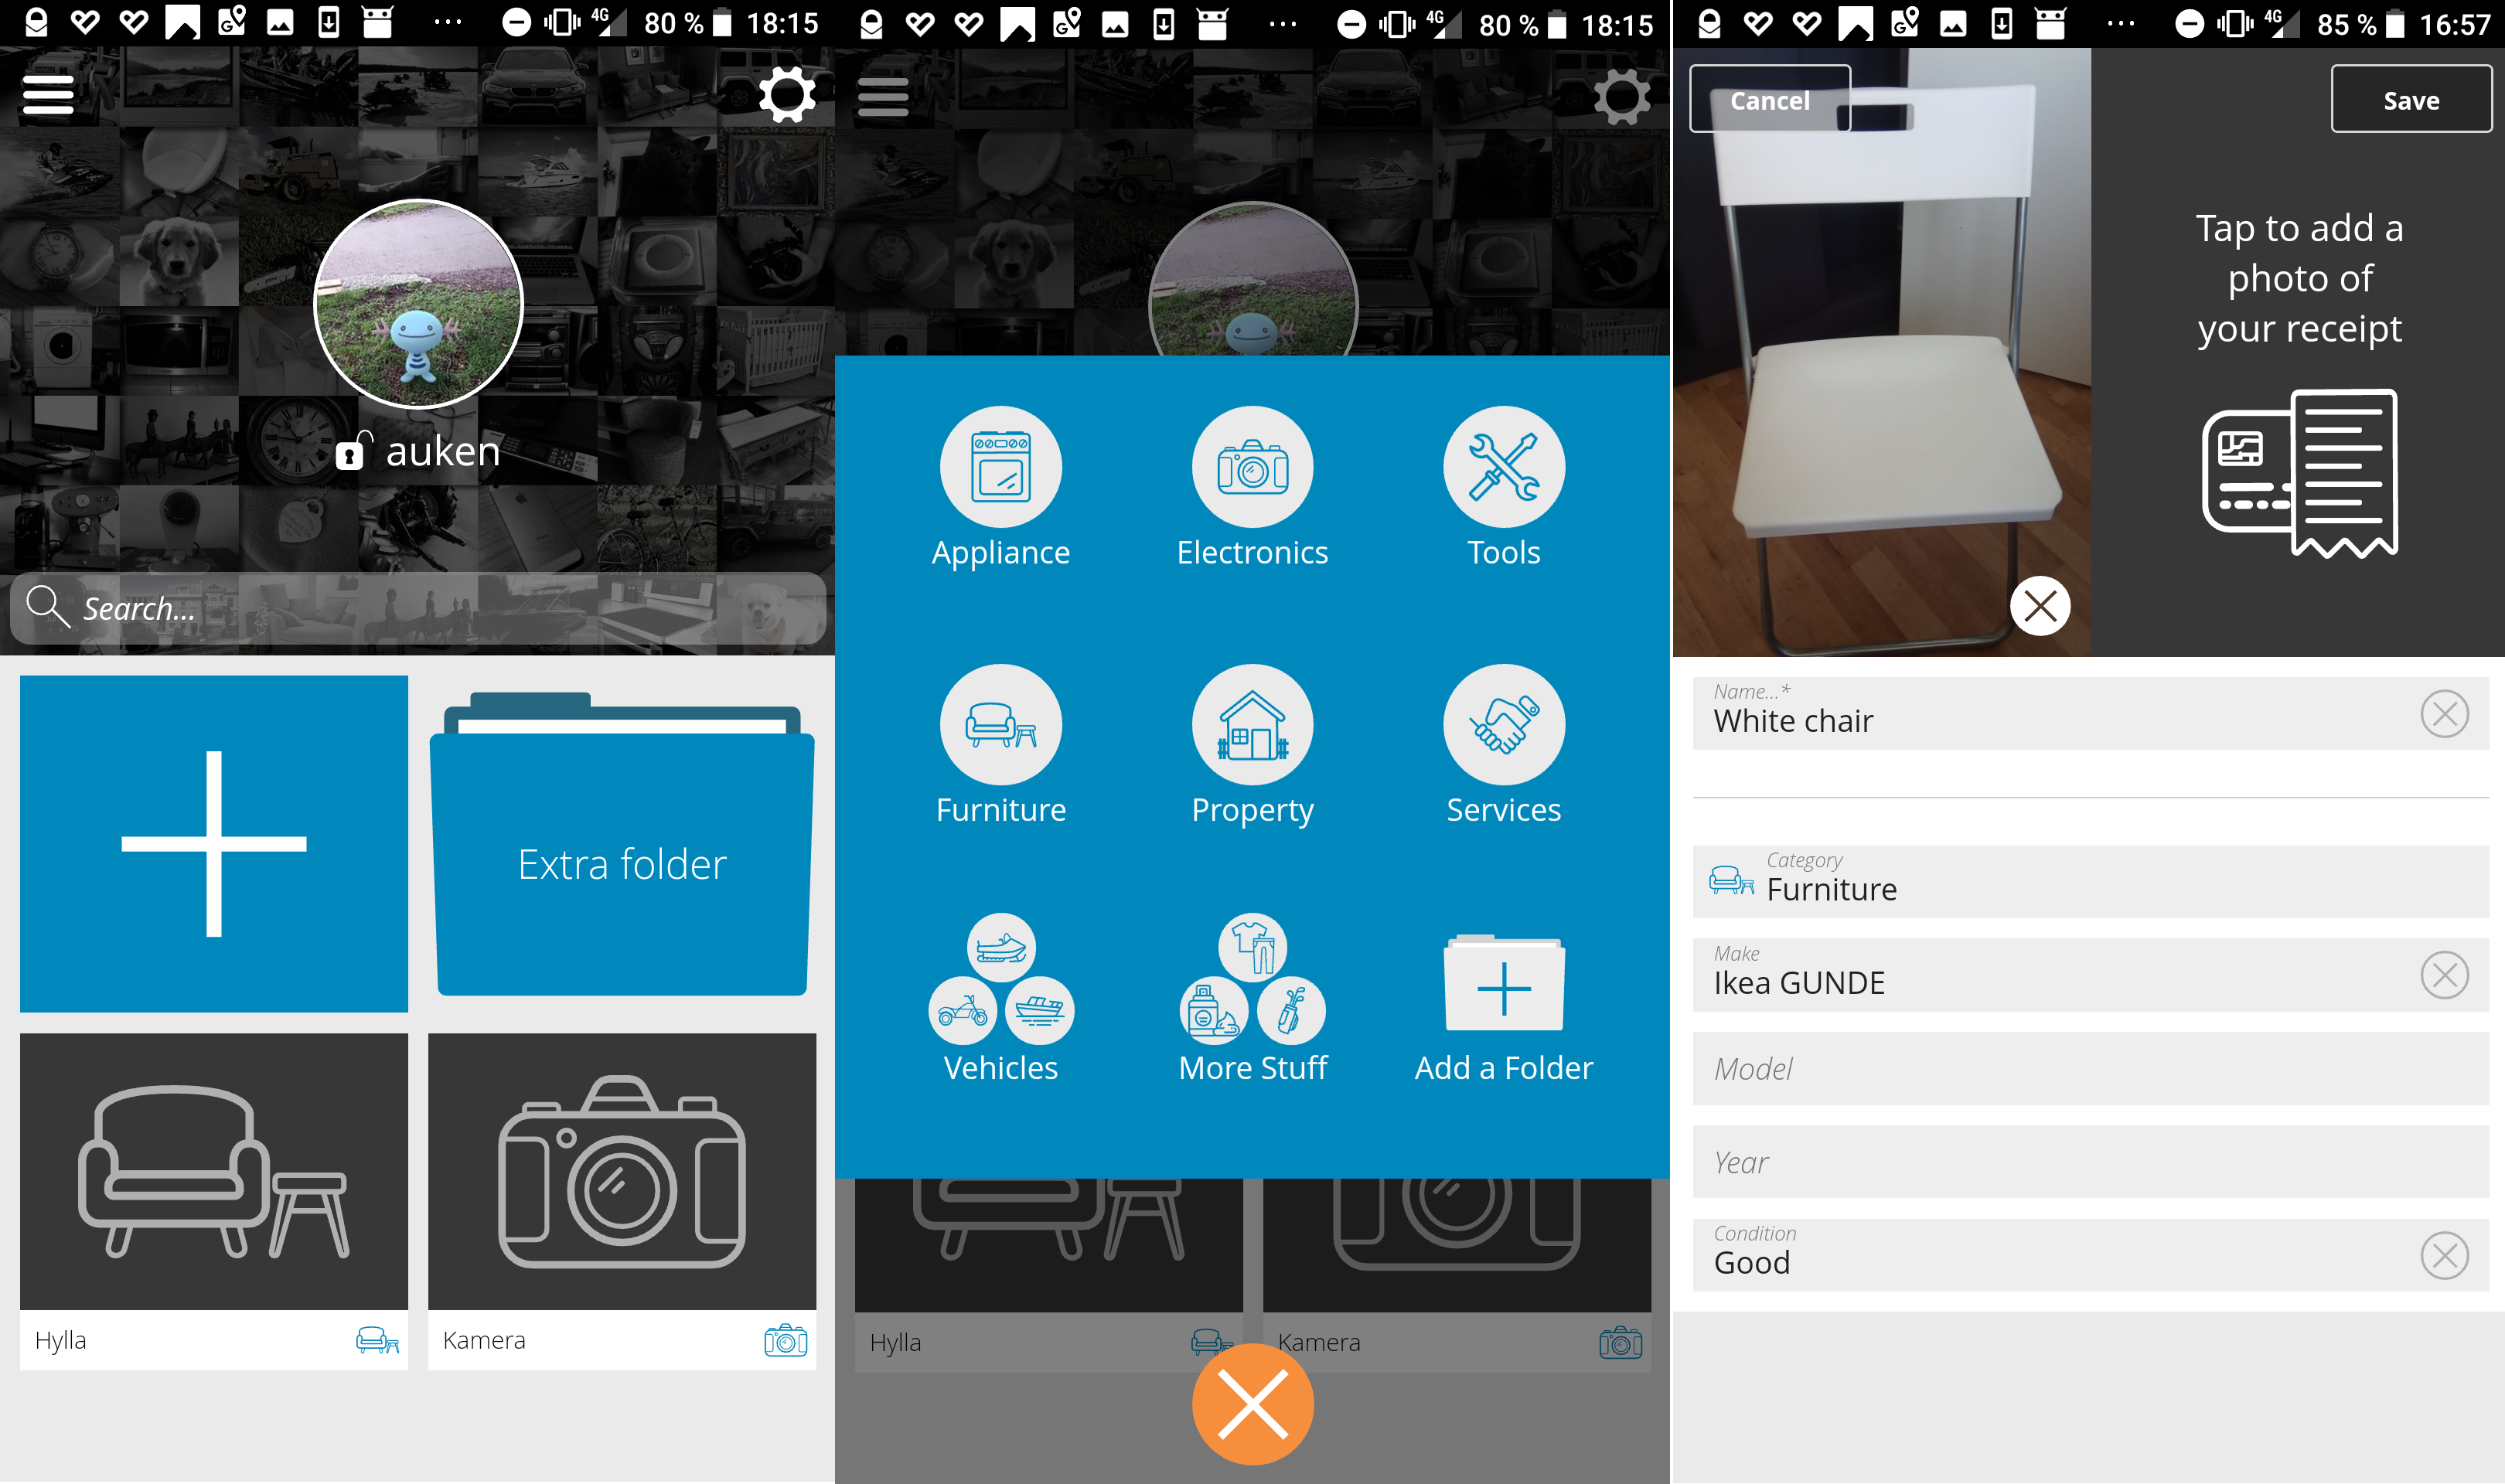 4G 80 % 18:15
auken
Search...
Extra folder
Hylla
Kamera
4G 80 % 18:15
Appliance
Electronics
Tools
Furniture
Property
Services
Vehicles
More Stuff
Add a Folder
Hylla
Kamera
4G 85 % 16:57
Cancel
Save
Tap to add a
photo of
your receipt
Name...*
White chair
Category
Furniture
Make
Ikea GUNDE
Model
Year
Condition
Good